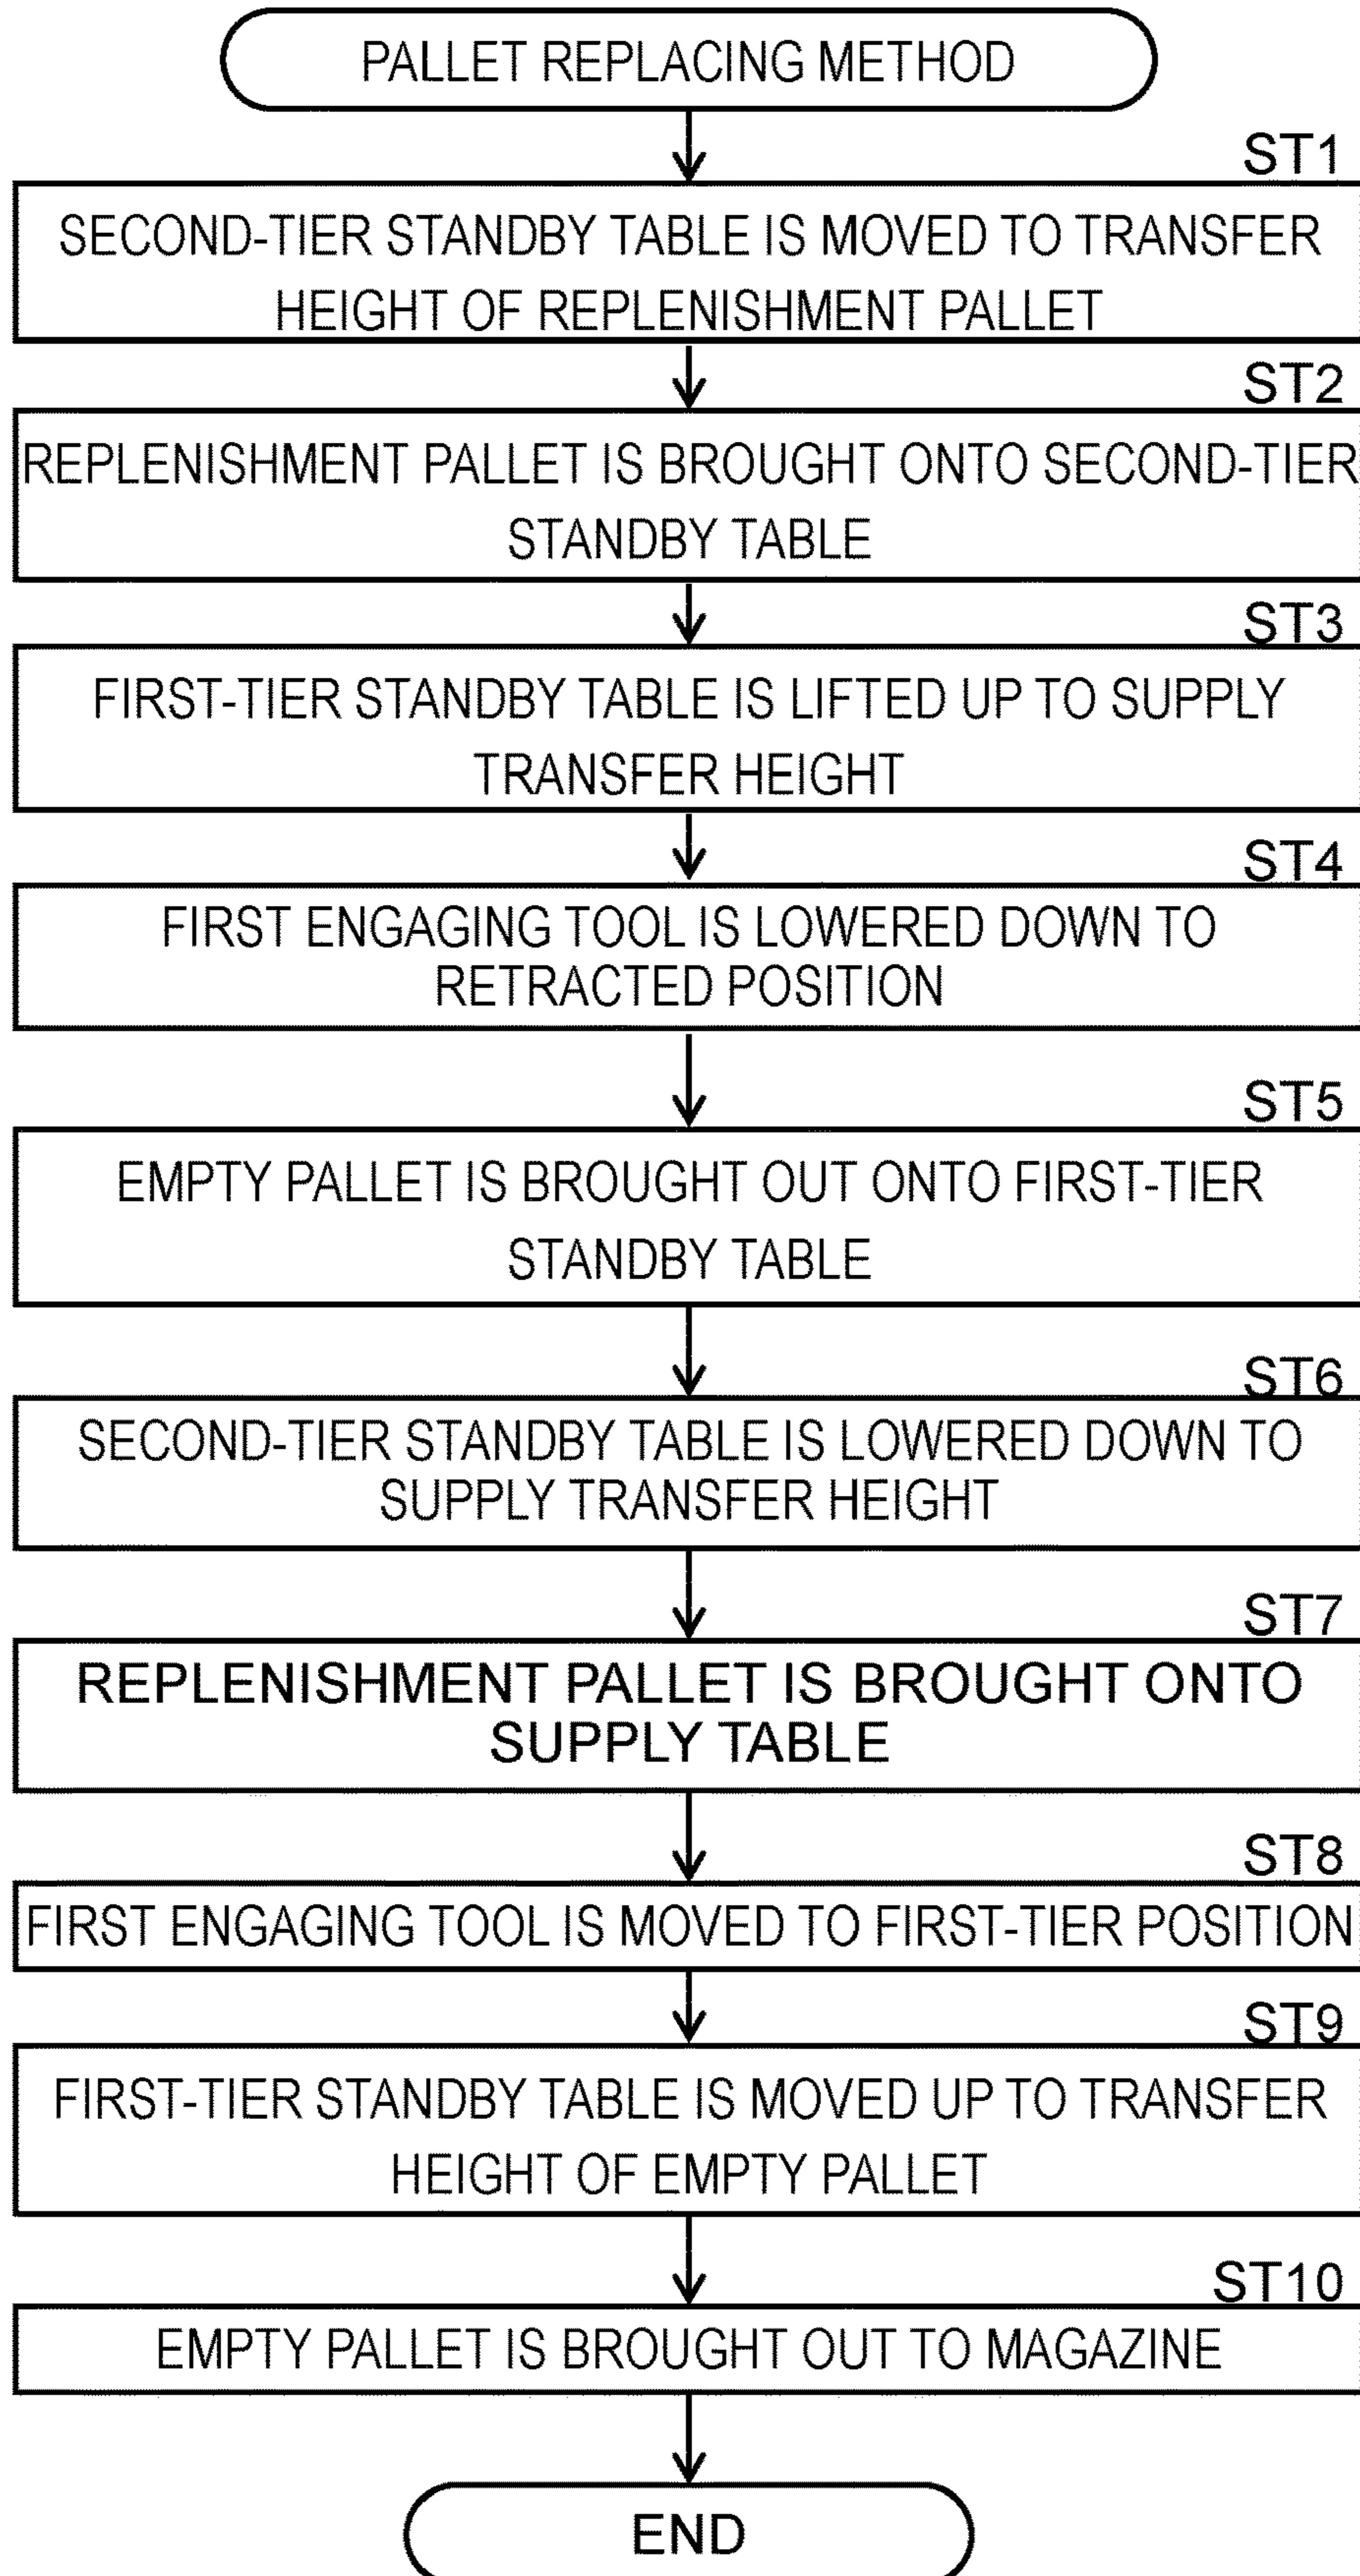 PALLET REPLACING METHOD
ST1
SECOND-TIER STANDBY TABLE IS MOVED TO TRANSFER
HEIGHT OF REPLENISHMENT PALLET
ST2
REPLENISHMENT PALLET IS BROUGHT ONTO SECOND-TIER
STANDBY TABLE
ST3
FIRST-TIER STANDBY TABLE IS LIFTED UP TO SUPPLY
TRANSFER HEIGHT
ST4
FIRST ENGAGING TOOL IS LOWERED DOWN TO
RETRACTED POSITION
ST5
EMPTY PALLET IS BROUGHT OUT ONTO FIRST-TIER
STANDBY TABLE
ST6
SECOND-TIER STANDBY TABLE IS LOWERED DOWN TO
SUPPLY TRANSFER HEIGHT
ST7
REPLENISHMENT PALLET IS BROUGHT ONTO
SUPPLY TABLE
ST8
FIRST ENGAGING TOOL IS MOVED TO FIRST-TIER POSITION
ST9
FIRST-TIER STANDBY TABLE IS MOVED UP TO TRANSFER
HEIGHT OF EMPTY PALLET
ST10
EMPTY PALLET IS BROUGHT OUT TO MAGAZINE
END